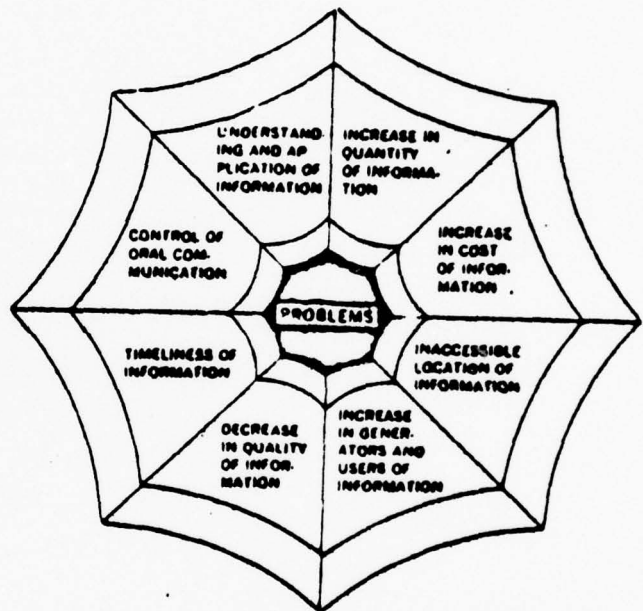 UNDERSTAND-
ING AND AP
PLICATION OF
INFORMATION
INCREASE IN
QUANTITY
OF INFORMA-
TION
CONTROL OF
ORAL COM-
MUNICATION
INCREASE
IN COST
OF INFOR-
MATION
PROBLEMS
TIMELINESS OF
INFORMATION
INACCESSIBLE
LOCATION OF
INFORMATION
DECREASE
IN QUALITY
OF INFOR-
MATION
INCREASE
IN GENER-
ATORS AND
USERS OF
INFORMATION